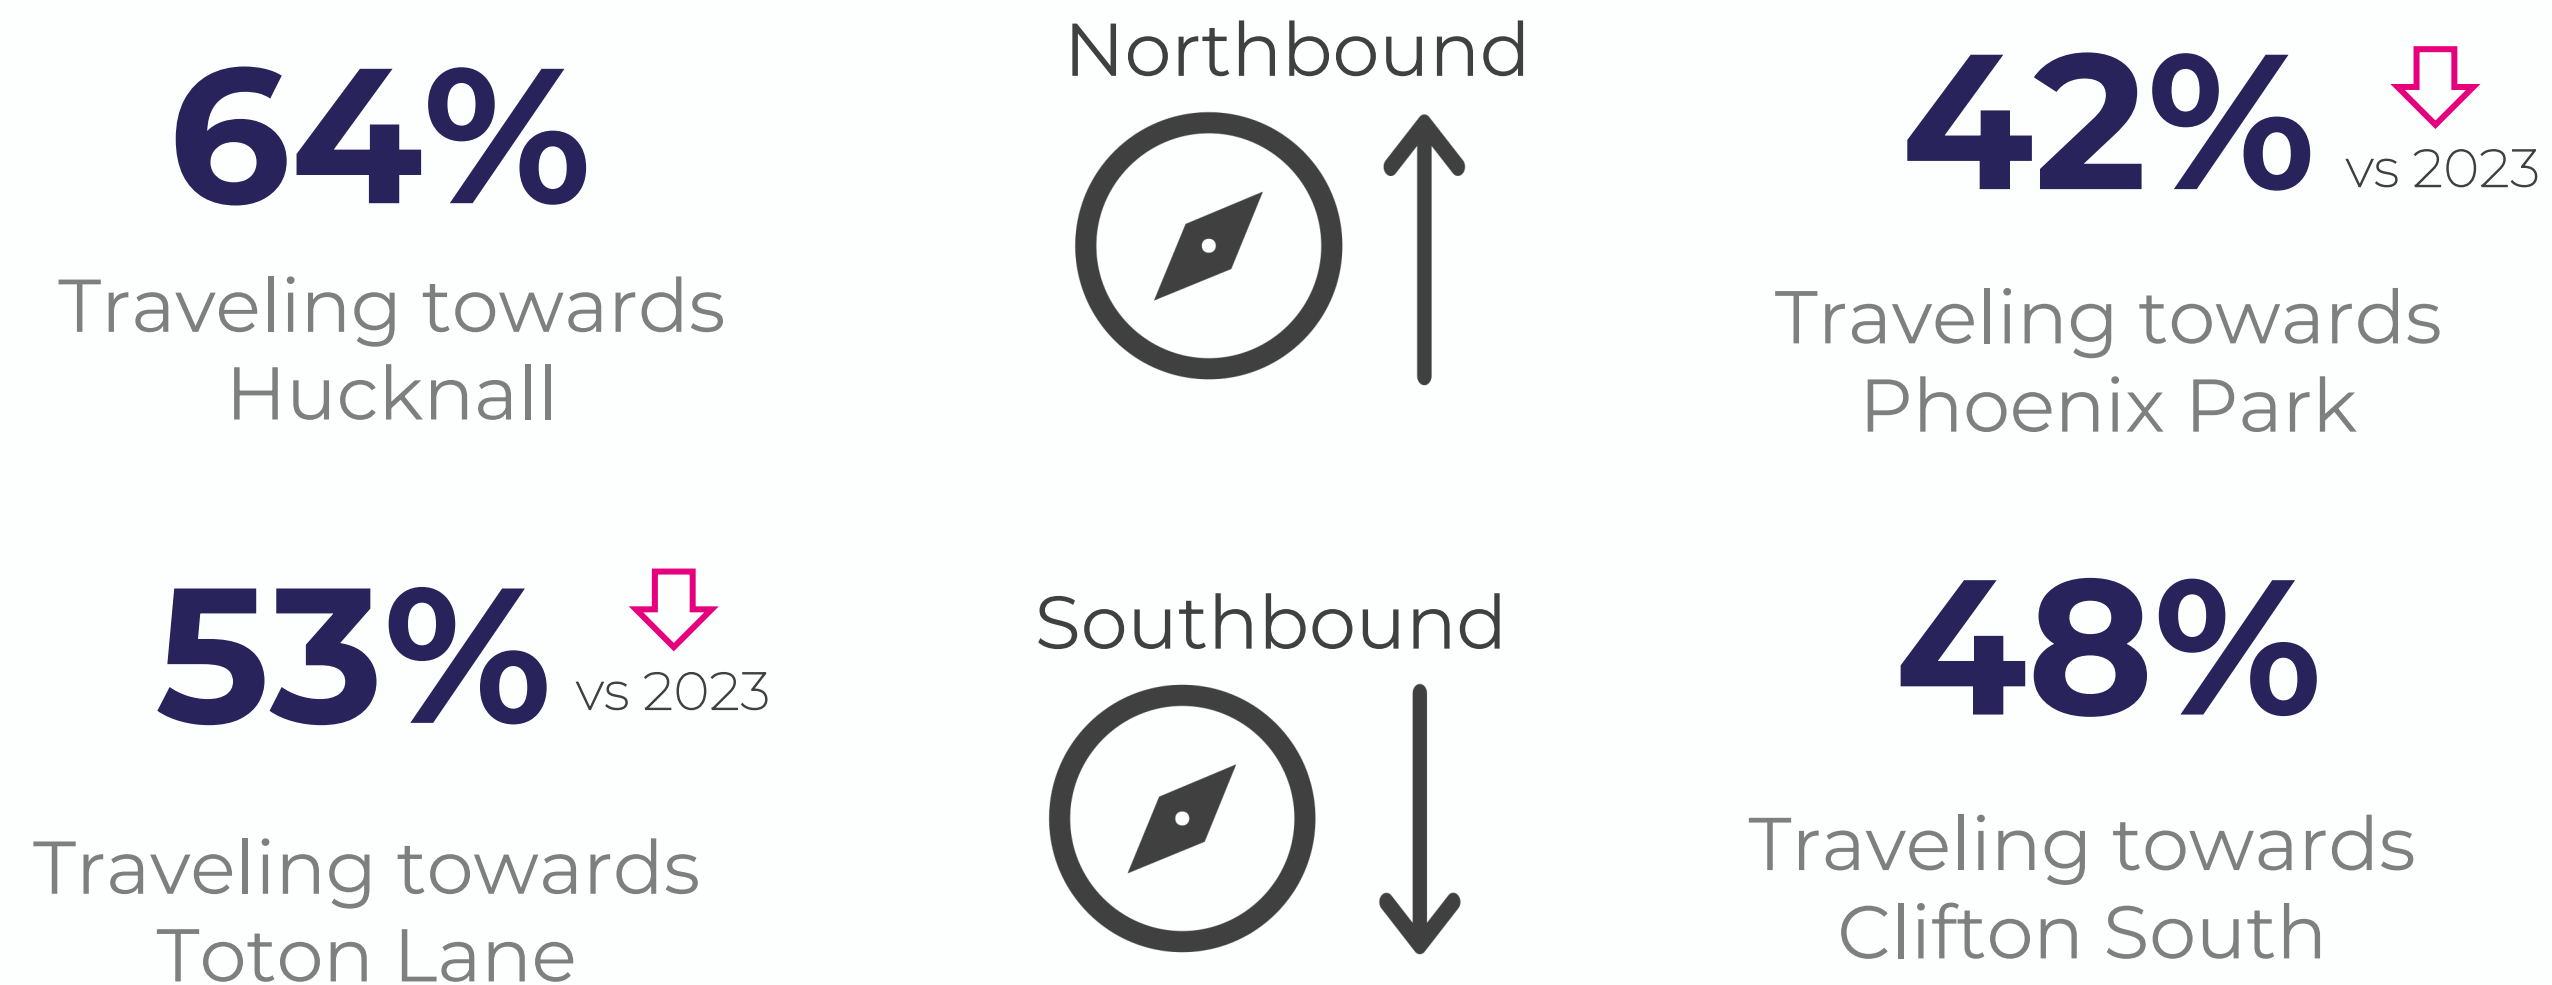 64%
Traveling towards
Hucknall
Northbound
42%
vs 2023
Traveling towards
Phoenix Park
53%
vs 2023
Traveling towards
Toton Lane
Southbound
48%
Traveling towards
Clifton South